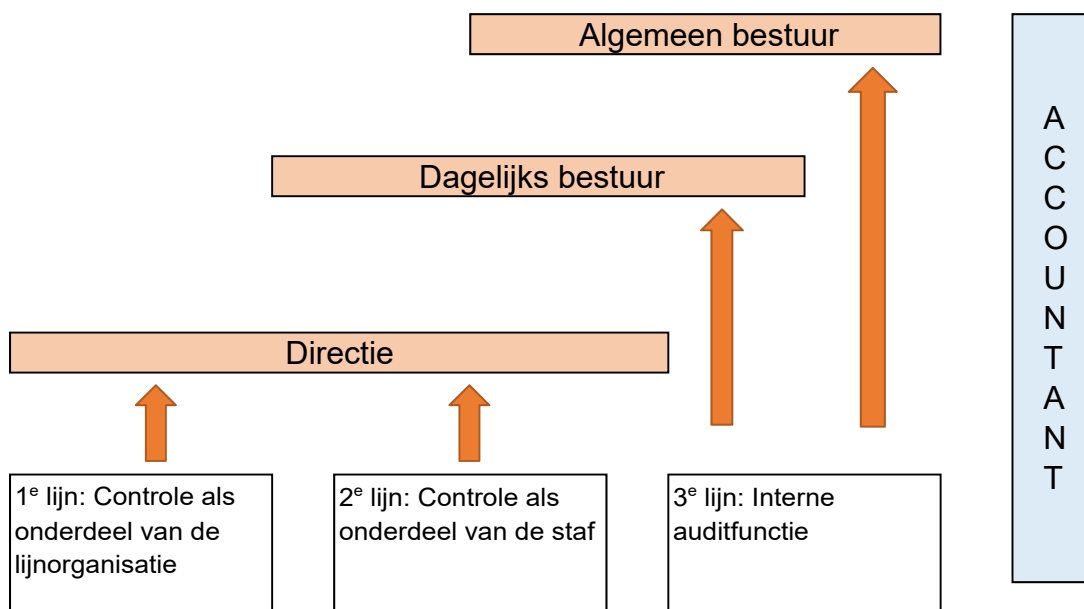 Algemeen bestuur
Dagelijks bestuur
Directie
1e lijn: Controle als
onderdeel van de
lijnorganisatie
2e lijn: Controle als
onderdeel van de staf
3e lijn: Interne
auditfunctie
A
C
C
O
U
N
T
A
N
T